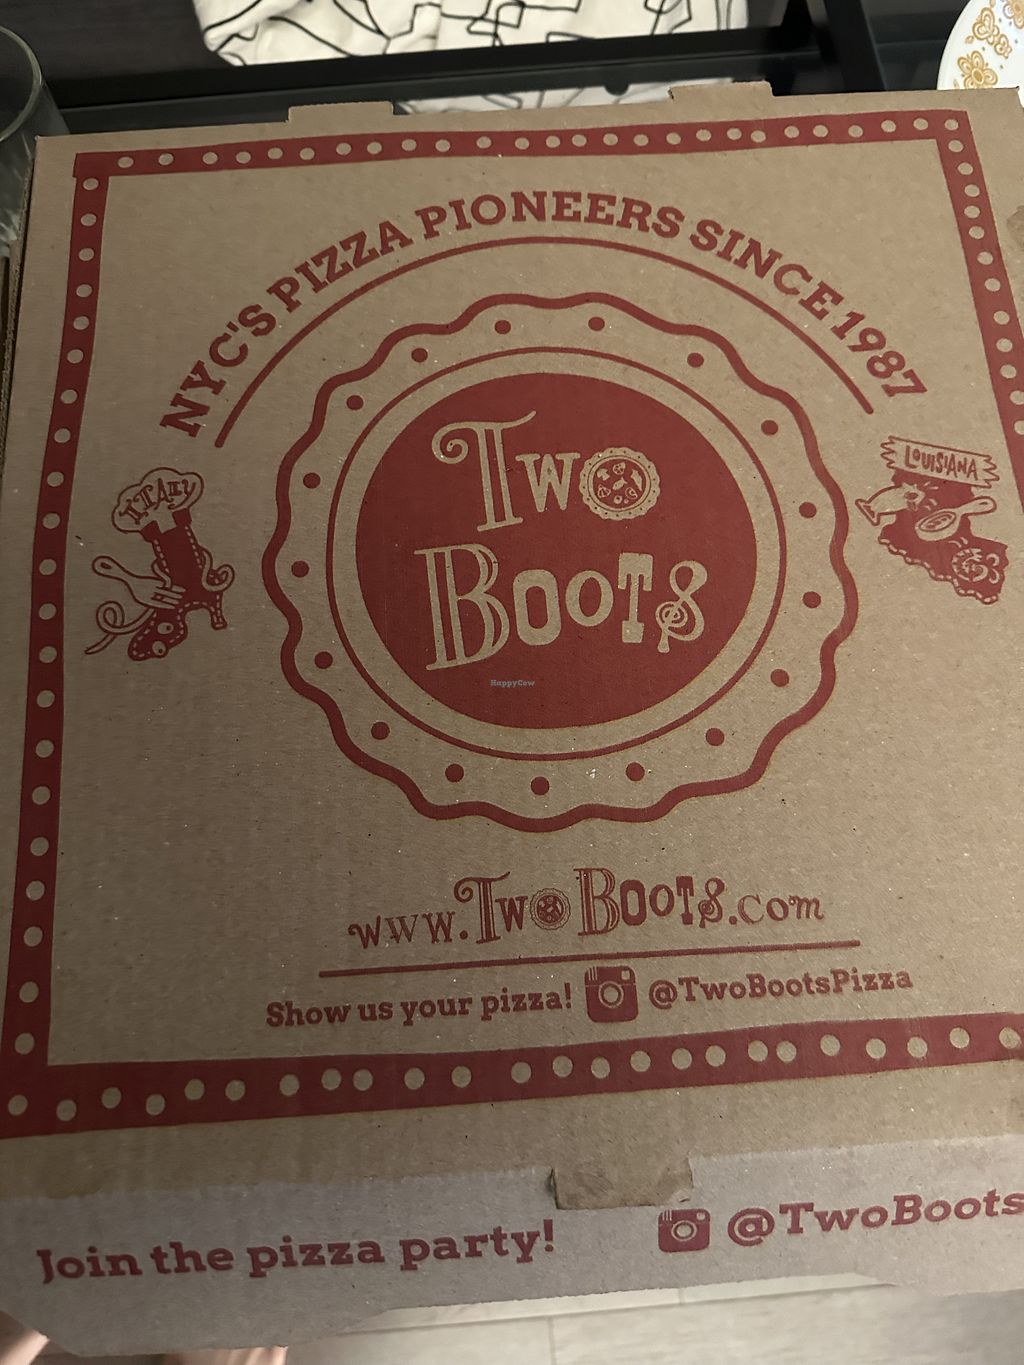 NYC'S PIZZA PIONEERS SINCE 1987
ITALY
LOUISIANA
Two
Boots
HappyCow
www.TwoBoots.com
Show us your pizza! @TwoBootsPizza
Join the pizza party! @TwoBoots